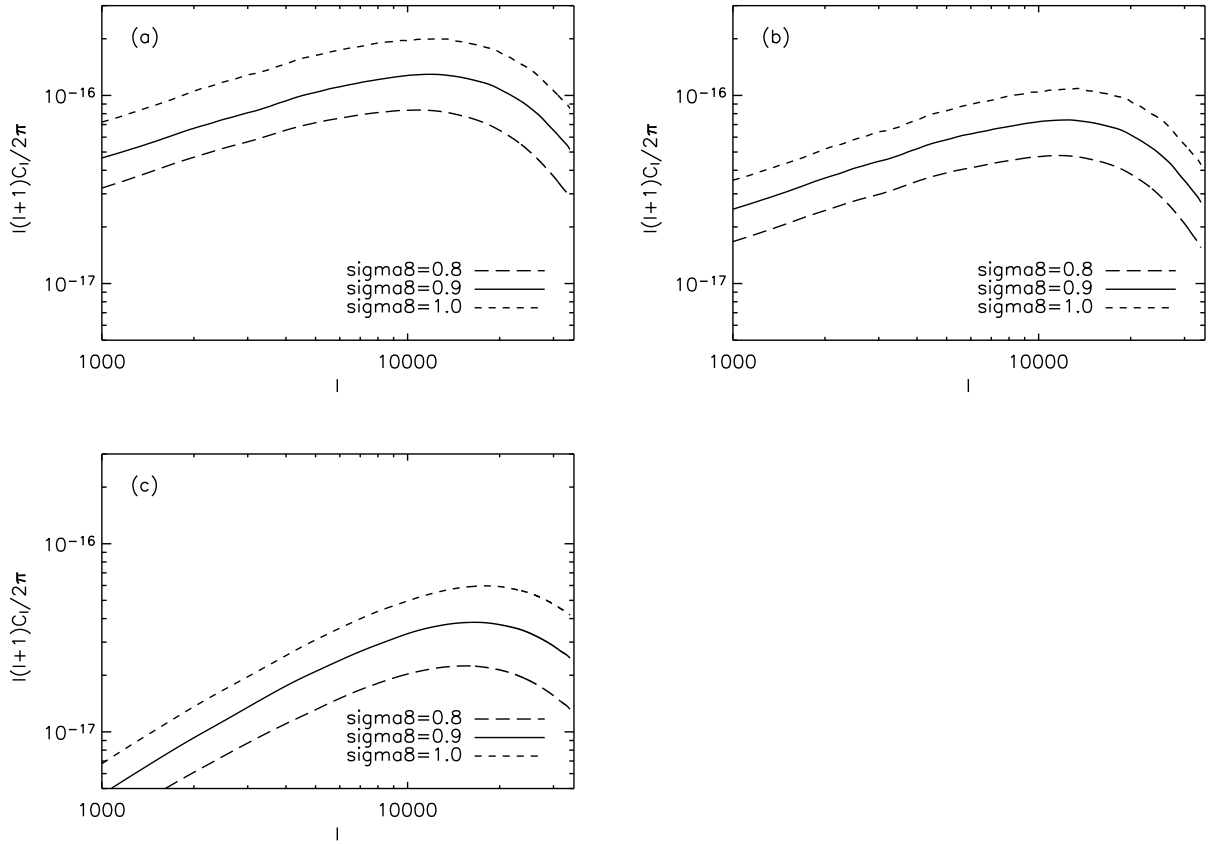 (a)
l(l+1)C_l/2π
10⁻¹⁶
10⁻¹⁷
sigma8=0.8
sigma8=0.9
sigma8=1.0
1000
10000
l
(b)
l(l+1)C_l/2π
10⁻¹⁶
10⁻¹⁷
sigma8=0.8
sigma8=0.9
sigma8=1.0
1000
10000
l
(c)
l(l+1)C_l/2π
10⁻¹⁶
10⁻¹⁷
sigma8=0.8
sigma8=0.9
sigma8=1.0
1000
10000
l